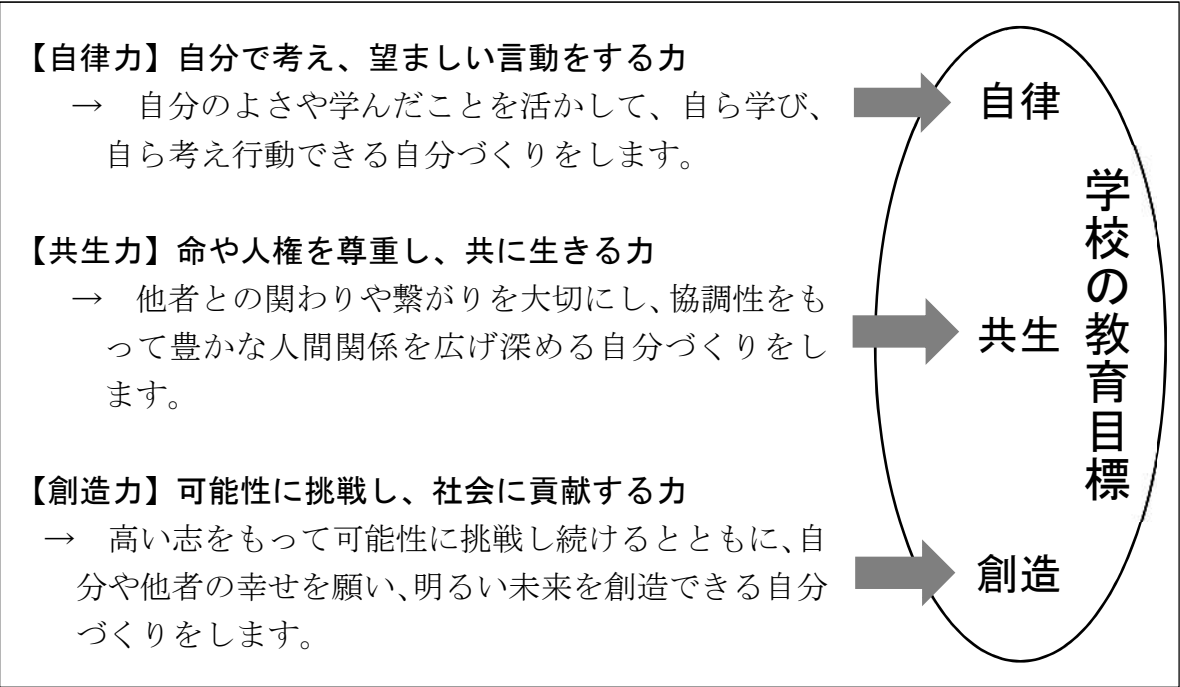 【自律力】自分で考え、望ましい言動をする力
→ 自分のよさや学んだことを活かして、自ら学び、
自ら考え行動できる自分づくりをします。
【共生力】命や人権を尊重し、共に生きる力
→ 他者との関わりや繋がりを大切にし、協調性をも
って豊かな人間関係を広げ深める自分づくりをし
ます。
【創造力】可能性に挑戦し、社会に貢献する力
→ 高い志をもって可能性に挑戦し続けるとともに、自
分や他者の幸せを願い、明るい未来を創造できる自分
づくりをします。
自律
共生
創造
学校の教育目標